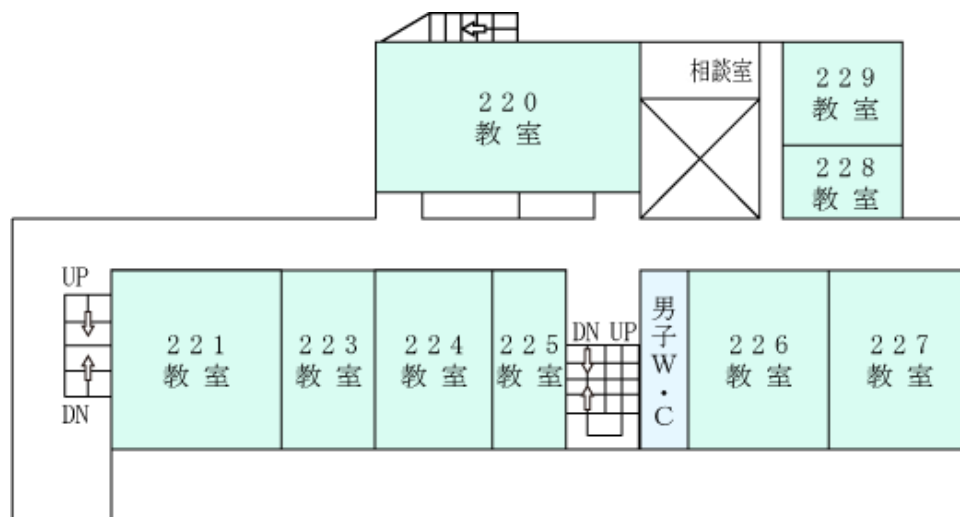 ２２０
教 室
相談室
２２９
教 室
２２８
教 室
UP
DN
２２１
教 室
２２３
教 室
２２４
教 室
２２５
教 室
DN UP
男子W・C
２２６
教 室
２２７
教 室